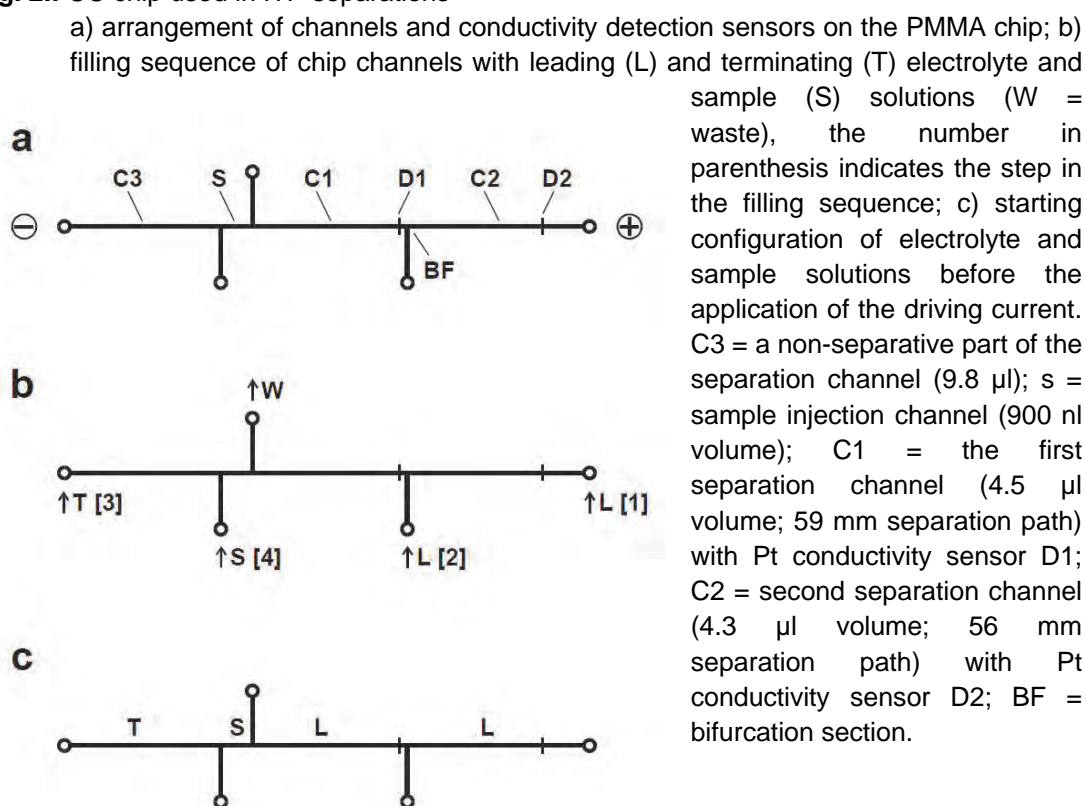 chip used in ITP separations
a) arrangement of channels and conductivity detection sensors on the PMMA chip; b)
filling sequence of chip channels with leading (L) and terminating (T) electrolyte and
sample (S) solutions (W =
waste), the number in
parenthesis indicates the step in
the filling sequence; c) starting
configuration of electrolyte and
sample solutions before the
application of the driving current.
C3 = a non-separative part of the
separation channel (9.8 µl); s =
sample injection channel (900 nl
volume); C1 = the first
separation channel (4.5 µl
volume; 59 mm separation path)
with Pt conductivity sensor D1;
C2 = second separation channel
(4.3 µl volume; 56 mm
separation path) with Pt
conductivity sensor D2; BF =
bifurcation section.
a
C3 S C1 D1 C2 D2
⊖ ⊕
BF
b
↑W
↑T [3] ↑L [1]
↑S [4] ↑L [2]
c
T S L L